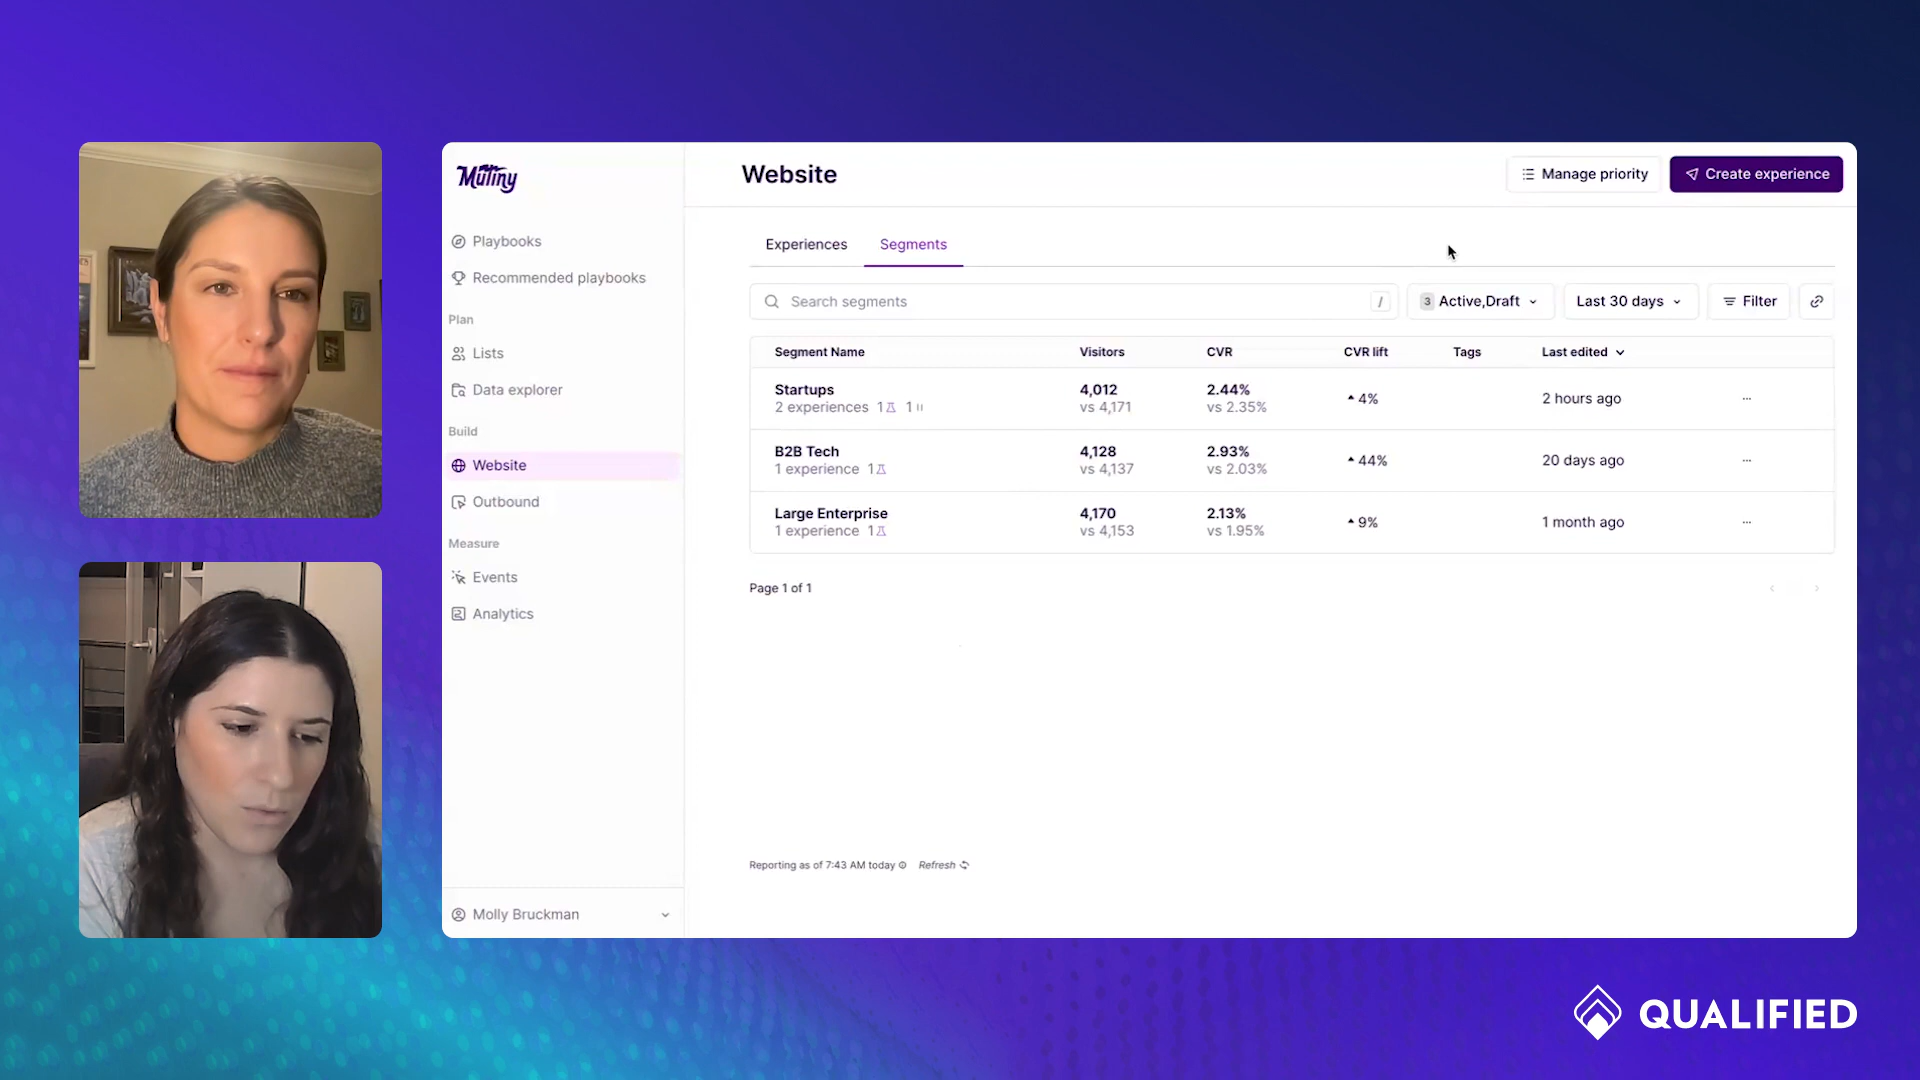 Mutiny
Playbooks
Recommended playbooks
Plan
Lists
Data explorer
Build
Website
Outbound
Measure
Events
Analytics
Molly Bruckman
Website
Manage priority
Create experience
Experiences
Segments
Search segments /
3 Active,Draft
Last 30 days
Filter
Segment Name Visitors CVR CVR lift Tags Last edited
Startups 4,012 2.44% 4% 2 hours ago ...
2 experiences 1 1 vs 4,171 vs 2.35%
B2B Tech 4,128 2.93% 44% 20 days ago ...
1 experience 1 vs 4,137 vs 2.03%
Large Enterprise 4,170 2.13% 9% 1 month ago ...
1 experience 1 vs 4,153 vs 1.95%
Page 1 of 1
Reporting as of 7:43 AM today Refresh
QUALIFIED